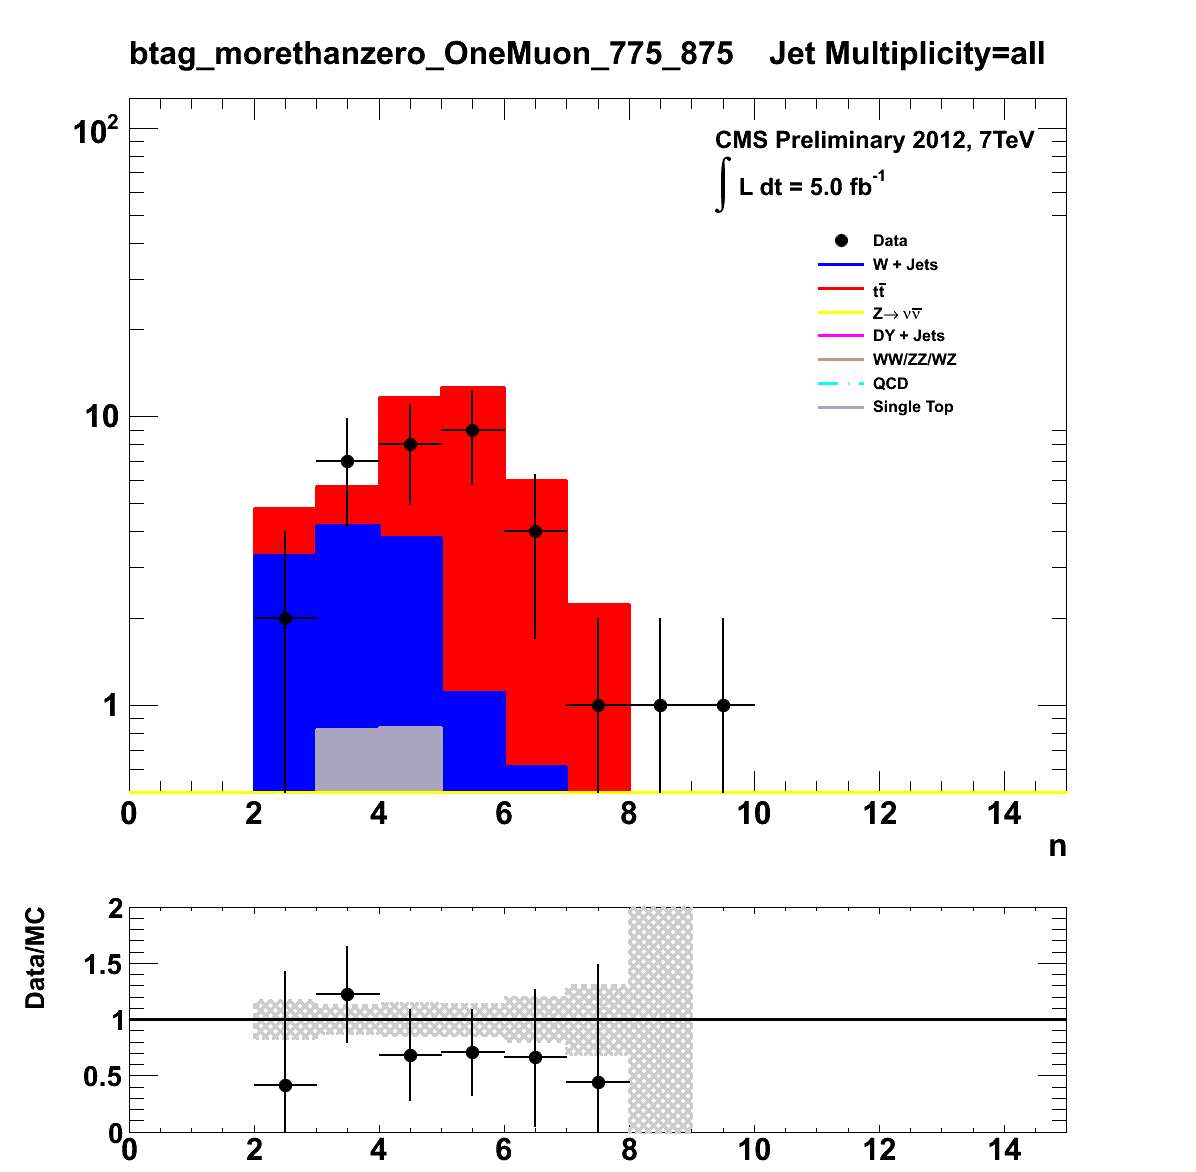 btag_morethanzero_OneMuon_775_875 Jet Multiplicity=all
10²
CMS Preliminary 2012, 7TeV
∫ L dt = 5.0 fb⁻¹
Data
W + Jets
tt̅
Z→ νν̅
DY + Jets
WW/ZZ/WZ
QCD
Single Top
10
1
0 2 4 6 8 10 12 14
n
Data/MC
2
1.5
1
0.5
0
0 2 4 6 8 10 12 14